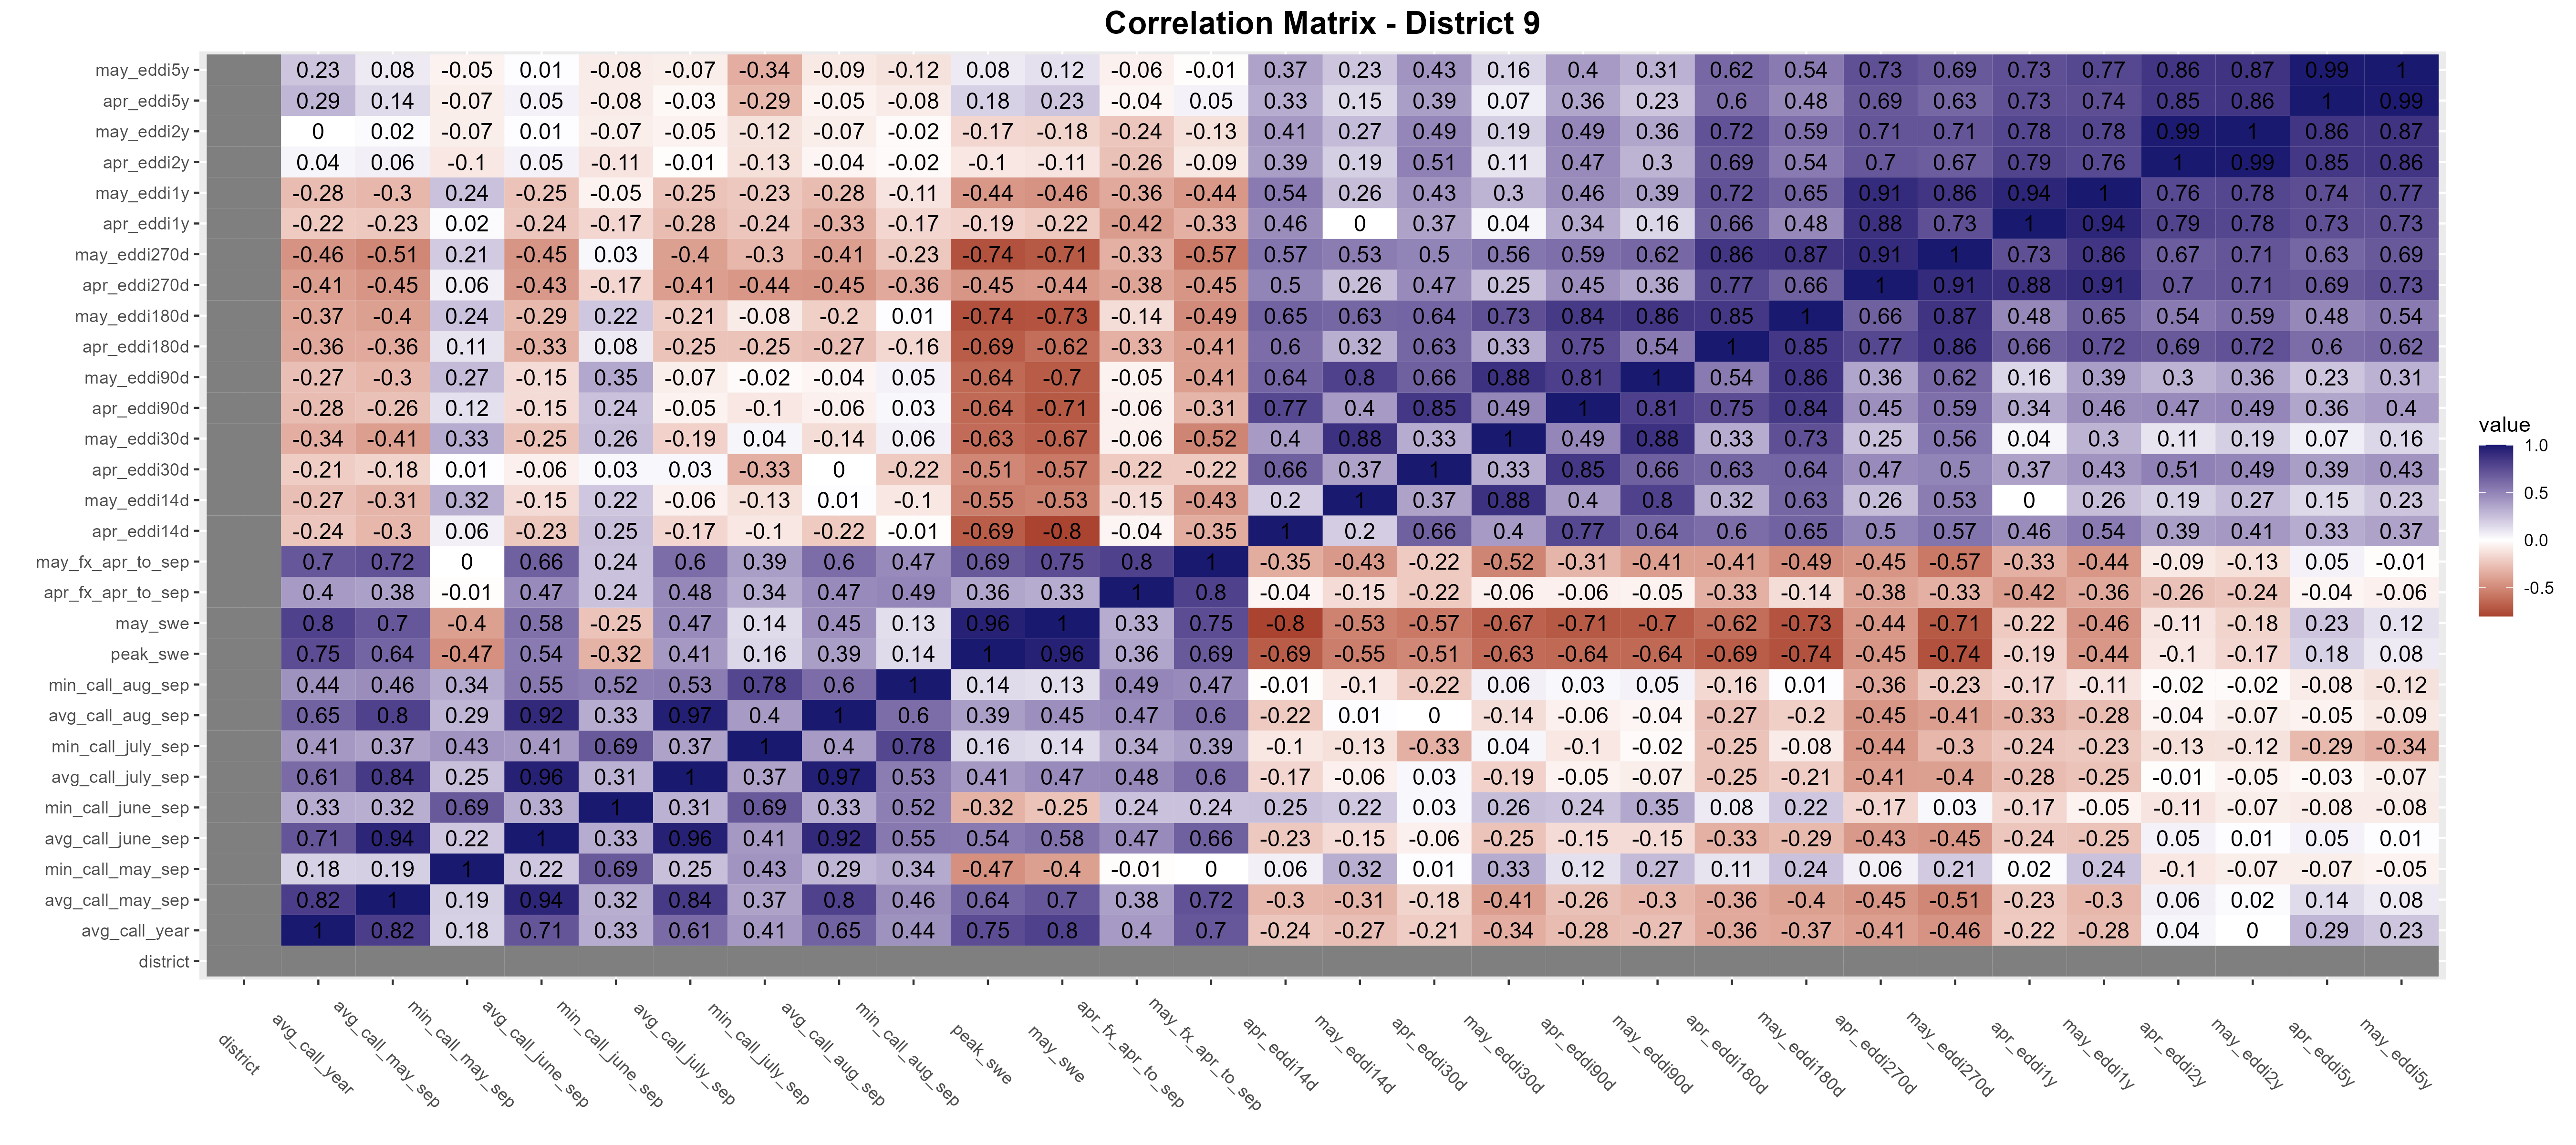 Correlation Matrix - District 9
may_eddi5y 0.23 0.08 -0.05 0.01 -0.08 -0.07 -0.34 -0.09 -0.12 0.08 0.12 -0.06 -0.01 0.37 0.23 0.43 0.16 0.4 0.31 0.62 0.54 0.73 0.69 0.73 0.77 0.86 0.87 0.99 1
apr_eddi5y 0.29 0.14 -0.07 0.05 -0.08 -0.03 -0.29 -0.05 -0.08 0.18 0.23 -0.04 0.05 0.33 0.15 0.39 0.07 0.36 0.23 0.6 0.48 0.69 0.63 0.73 0.74 0.85 0.86 1 0.99
may_eddi2y 0 0.02 -0.07 0.01 -0.07 -0.05 -0.12 -0.07 -0.02 -0.17 -0.18 -0.24 -0.13 0.41 0.27 0.49 0.19 0.49 0.36 0.72 0.59 0.71 0.71 0.78 0.78 0.99 1 0.86 0.87
apr_eddi2y 0.04 0.06 -0.1 0.05 -0.11 -0.01 -0.13 -0.04 -0.02 -0.1 -0.11 -0.26 -0.09 0.39 0.19 0.51 0.11 0.47 0.3 0.69 0.54 0.7 0.67 0.79 0.76 1 0.99 0.85 0.86
may_eddi1y -0.28 -0.3 0.24 -0.25 -0.05 -0.25 -0.23 -0.28 -0.11 -0.44 -0.46 -0.36 -0.44 0.54 0.26 0.43 0.3 0.46 0.39 0.72 0.65 0.91 0.86 0.94 1 0.76 0.78 0.74 0.77
apr_eddi1y -0.22 -0.23 0.02 -0.24 -0.17 -0.28 -0.24 -0.33 -0.17 -0.19 -0.22 -0.42 -0.33 0.46 0 0.37 0.04 0.34 0.16 0.66 0.48 0.88 0.73 1 0.94 0.79 0.78 0.73 0.73
may_eddi270d -0.46 -0.51 0.21 -0.45 0.03 -0.4 -0.3 -0.41 -0.23 -0.74 -0.71 -0.33 -0.57 0.57 0.53 0.5 0.56 0.59 0.62 0.86 0.87 0.91 1 0.73 0.86 0.67 0.71 0.63 0.69
apr_eddi270d -0.41 -0.45 0.06 -0.43 -0.17 -0.41 -0.44 -0.45 -0.36 -0.45 -0.44 -0.38 -0.45 0.5 0.26 0.47 0.25 0.45 0.36 0.77 0.66 1 0.91 0.88 0.91 0.7 0.71 0.69 0.73
may_eddi180d -0.37 -0.4 0.24 -0.29 0.22 -0.21 -0.08 -0.2 0.01 -0.74 -0.73 -0.14 -0.49 0.65 0.63 0.64 0.73 0.84 0.86 0.85 1 0.66 0.87 0.48 0.65 0.54 0.59 0.48 0.54
apr_eddi180d -0.36 -0.36 0.11 -0.33 0.08 -0.25 -0.25 -0.27 -0.16 -0.69 -0.62 -0.33 -0.41 0.6 0.32 0.63 0.33 0.75 0.54 1 0.85 0.77 0.86 0.66 0.72 0.69 0.72 0.6 0.62
may_eddi90d -0.27 -0.3 0.27 -0.15 0.35 -0.07 -0.02 -0.04 0.05 -0.64 -0.7 -0.05 -0.41 0.64 0.8 0.66 0.88 0.81 1 0.54 0.86 0.36 0.62 0.16 0.39 0.3 0.36 0.23 0.31
apr_eddi90d -0.28 -0.26 0.12 -0.15 0.24 -0.05 -0.1 -0.06 0.03 -0.64 -0.71 -0.06 -0.31 0.77 0.4 0.85 0.49 1 0.81 0.75 0.84 0.45 0.59 0.34 0.46 0.47 0.49 0.36 0.4
may_eddi30d -0.34 -0.41 0.33 -0.25 0.26 -0.19 0.04 -0.14 0.06 -0.63 -0.67 -0.06 -0.52 0.4 0.88 0.33 1 0.49 0.88 0.33 0.73 0.25 0.56 0.04 0.3 0.11 0.19 0.07 0.16
apr_eddi30d -0.21 -0.18 0.01 -0.06 0.03 0.03 -0.33 0 -0.22 -0.51 -0.57 -0.22 -0.22 0.66 0.37 1 0.33 0.85 0.66 0.63 0.64 0.47 0.5 0.37 0.43 0.51 0.49 0.39 0.43
may_eddi14d -0.27 -0.31 0.32 -0.15 0.22 -0.06 -0.13 0.01 -0.1 -0.55 -0.53 -0.15 -0.43 0.2 1 0.37 0.88 0.4 0.8 0.32 0.63 0.26 0.53 0 0.26 0.19 0.27 0.15 0.23
apr_eddi14d -0.24 -0.3 0.06 -0.23 0.25 -0.17 -0.1 -0.22 -0.01 -0.69 -0.8 -0.04 -0.35 1 0.2 0.66 0.4 0.77 0.64 0.6 0.65 0.5 0.57 0.46 0.54 0.39 0.41 0.33 0.37
may_fx_apr_to_sep 0.7 0.72 0 0.66 0.24 0.6 0.39 0.6 0.47 0.69 0.75 0.8 1 -0.35 -0.43 -0.22 -0.52 -0.31 -0.41 -0.41 -0.49 -0.45 -0.57 -0.33 -0.44 -0.09 -0.13 0.05 -0.01
apr_fx_apr_to_sep 0.4 0.38 -0.01 0.47 0.24 0.48 0.34 0.47 0.49 0.36 0.33 1 0.8 -0.04 -0.15 -0.22 -0.06 -0.06 -0.05 -0.33 -0.14 -0.38 -0.33 -0.42 -0.36 -0.26 -0.24 -0.04 -0.06
may_swe 0.8 0.7 -0.4 0.58 -0.25 0.47 0.14 0.45 0.13 0.96 1 0.33 0.75 -0.8 -0.53 -0.57 -0.67 -0.71 -0.7 -0.62 -0.73 -0.44 -0.71 -0.22 -0.46 -0.11 -0.18 0.23 0.12
peak_swe 0.75 0.64 -0.47 0.54 -0.32 0.41 0.16 0.39 0.14 1 0.96 0.36 0.69 -0.69 -0.55 -0.51 -0.63 -0.64 -0.64 -0.69 -0.74 -0.45 -0.74 -0.19 -0.44 -0.1 -0.17 0.18 0.08
min_call_aug_sep 0.44 0.46 0.34 0.55 0.52 0.53 0.78 0.6 1 0.14 0.13 0.49 0.47 -0.01 -0.1 -0.22 0.06 0.03 0.05 -0.16 0.01 -0.36 -0.23 -0.17 -0.11 -0.02 -0.02 -0.08 -0.12
avg_call_aug_sep 0.65 0.8 0.29 0.92 0.33 0.97 0.4 1 0.6 0.39 0.45 0.47 0.6 -0.22 0.01 0 -0.14 -0.06 -0.04 -0.27 -0.2 -0.45 -0.41 -0.33 -0.28 -0.04 -0.07 -0.05 -0.09
min_call_july_sep 0.41 0.37 0.43 0.41 0.69 0.37 1 0.4 0.78 0.16 0.14 0.34 0.39 -0.1 -0.13 -0.33 0.04 -0.1 -0.02 -0.25 -0.08 -0.44 -0.3 -0.24 -0.23 -0.13 -0.12 -0.29 -0.34
avg_call_july_sep 0.61 0.84 0.25 0.96 0.31 1 0.37 0.97 0.53 0.41 0.47 0.48 0.6 -0.17 -0.06 0.03 -0.19 -0.05 -0.07 -0.25 -0.21 -0.41 -0.4 -0.28 -0.25 -0.01 -0.05 -0.03 -0.07
min_call_june_sep 0.33 0.32 0.69 0.33 1 0.31 0.69 0.33 0.52 -0.32 -0.25 0.24 0.24 0.25 0.22 0.03 0.26 0.24 0.35 0.08 0.22 -0.17 0.03 -0.17 -0.05 -0.11 -0.07 -0.08 -0.08
avg_call_june_sep 0.71 0.94 0.22 1 0.33 0.96 0.41 0.92 0.55 0.54 0.58 0.47 0.66 -0.23 -0.15 -0.06 -0.25 -0.15 -0.15 -0.33 -0.29 -0.43 -0.45 -0.24 -0.25 0.05 0.01 0.05 0.01
min_call_may_sep 0.18 0.19 1 0.22 0.69 0.25 0.43 0.29 0.34 -0.47 -0.4 -0.01 0 0.06 0.32 0.01 0.33 0.12 0.27 0.11 0.24 0.06 0.21 0.02 0.24 -0.1 -0.07 -0.07 -0.05
avg_call_may_sep 0.82 1 0.19 0.94 0.32 0.84 0.37 0.8 0.46 0.64 0.7 0.38 0.72 -0.3 -0.31 -0.18 -0.41 -0.26 -0.3 -0.36 -0.4 -0.45 -0.51 -0.23 -0.3 0.06 0.02 0.14 0.08
avg_call_year 1 0.82 0.18 0.71 0.33 0.61 0.41 0.65 0.44 0.75 0.8 0.4 0.7 -0.24 -0.27 -0.21 -0.34 -0.28 -0.27 -0.36 -0.37 -0.41 -0.46 -0.22 -0.28 0.04 0 0.29 0.23
district
district
avg_call_year
avg_call_may_sep
min_call_may_sep
avg_call_june_sep
min_call_june_sep
avg_call_july_sep
min_call_july_sep
avg_call_aug_sep
min_call_aug_sep
peak_swe
may_swe
apr_fx_apr_to_sep
may_fx_apr_to_sep
apr_eddi14d
may_eddi14d
apr_eddi30d
may_eddi30d
apr_eddi90d
may_eddi90d
apr_eddi180d
may_eddi180d
apr_eddi270d
may_eddi270d
apr_eddi1y
may_eddi1y
apr_eddi2y
may_eddi2y
apr_eddi5y
may_eddi5y
value
1.0
0.5
0.0
-0.5